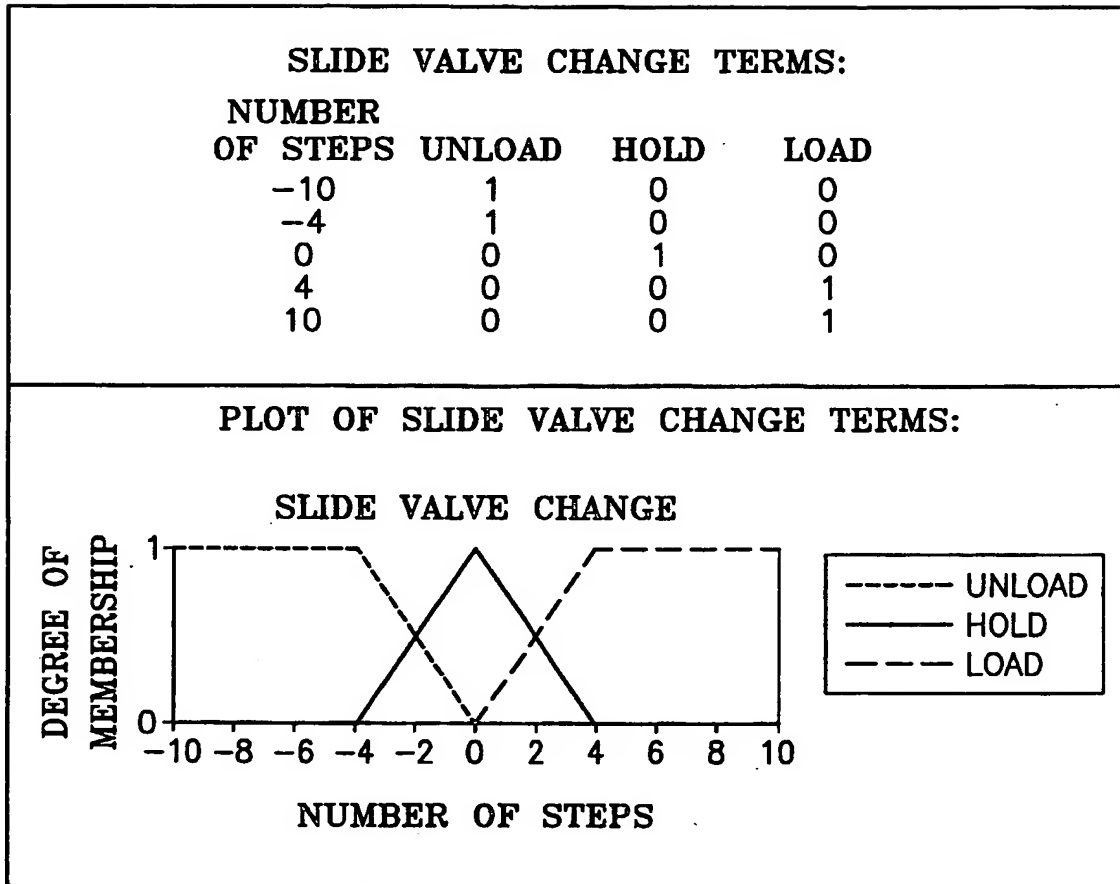 SLIDE VALVE CHANGE TERMS:
NUMBER
OF STEPS UNLOAD HOLD LOAD
−10 1 0 0
−4 1 0 0
0 0 1 0
4 0 0 1
10 0 0 1
PLOT OF SLIDE VALVE CHANGE TERMS:
SLIDE VALVE CHANGE
DEGREE OF
MEMBERSHIP
1
0
−10 −8 −6 −4 −2 0 2 4 6 8 10
NUMBER OF STEPS
UNLOAD
HOLD
LOAD